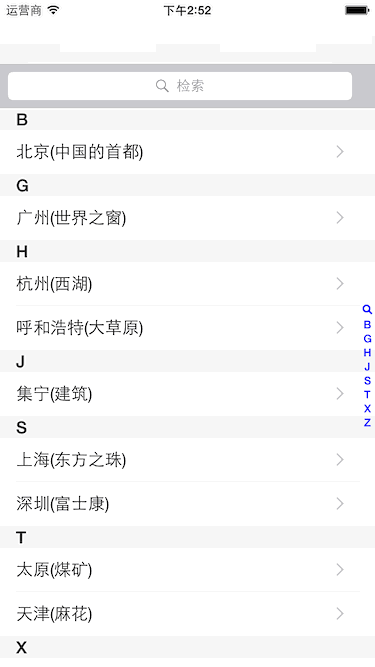 运营商 下午2:52
检索
B
北京(中国的首都)
G
广州(世界之窗)
H
杭州(西湖)
呼和浩特(大草原)
J
集宁(建筑)
S
上海(东方之珠)
深圳(富士康)
T
太原(煤矿)
天津(麻花)
X
B
G
H
J
S
T
X
Z